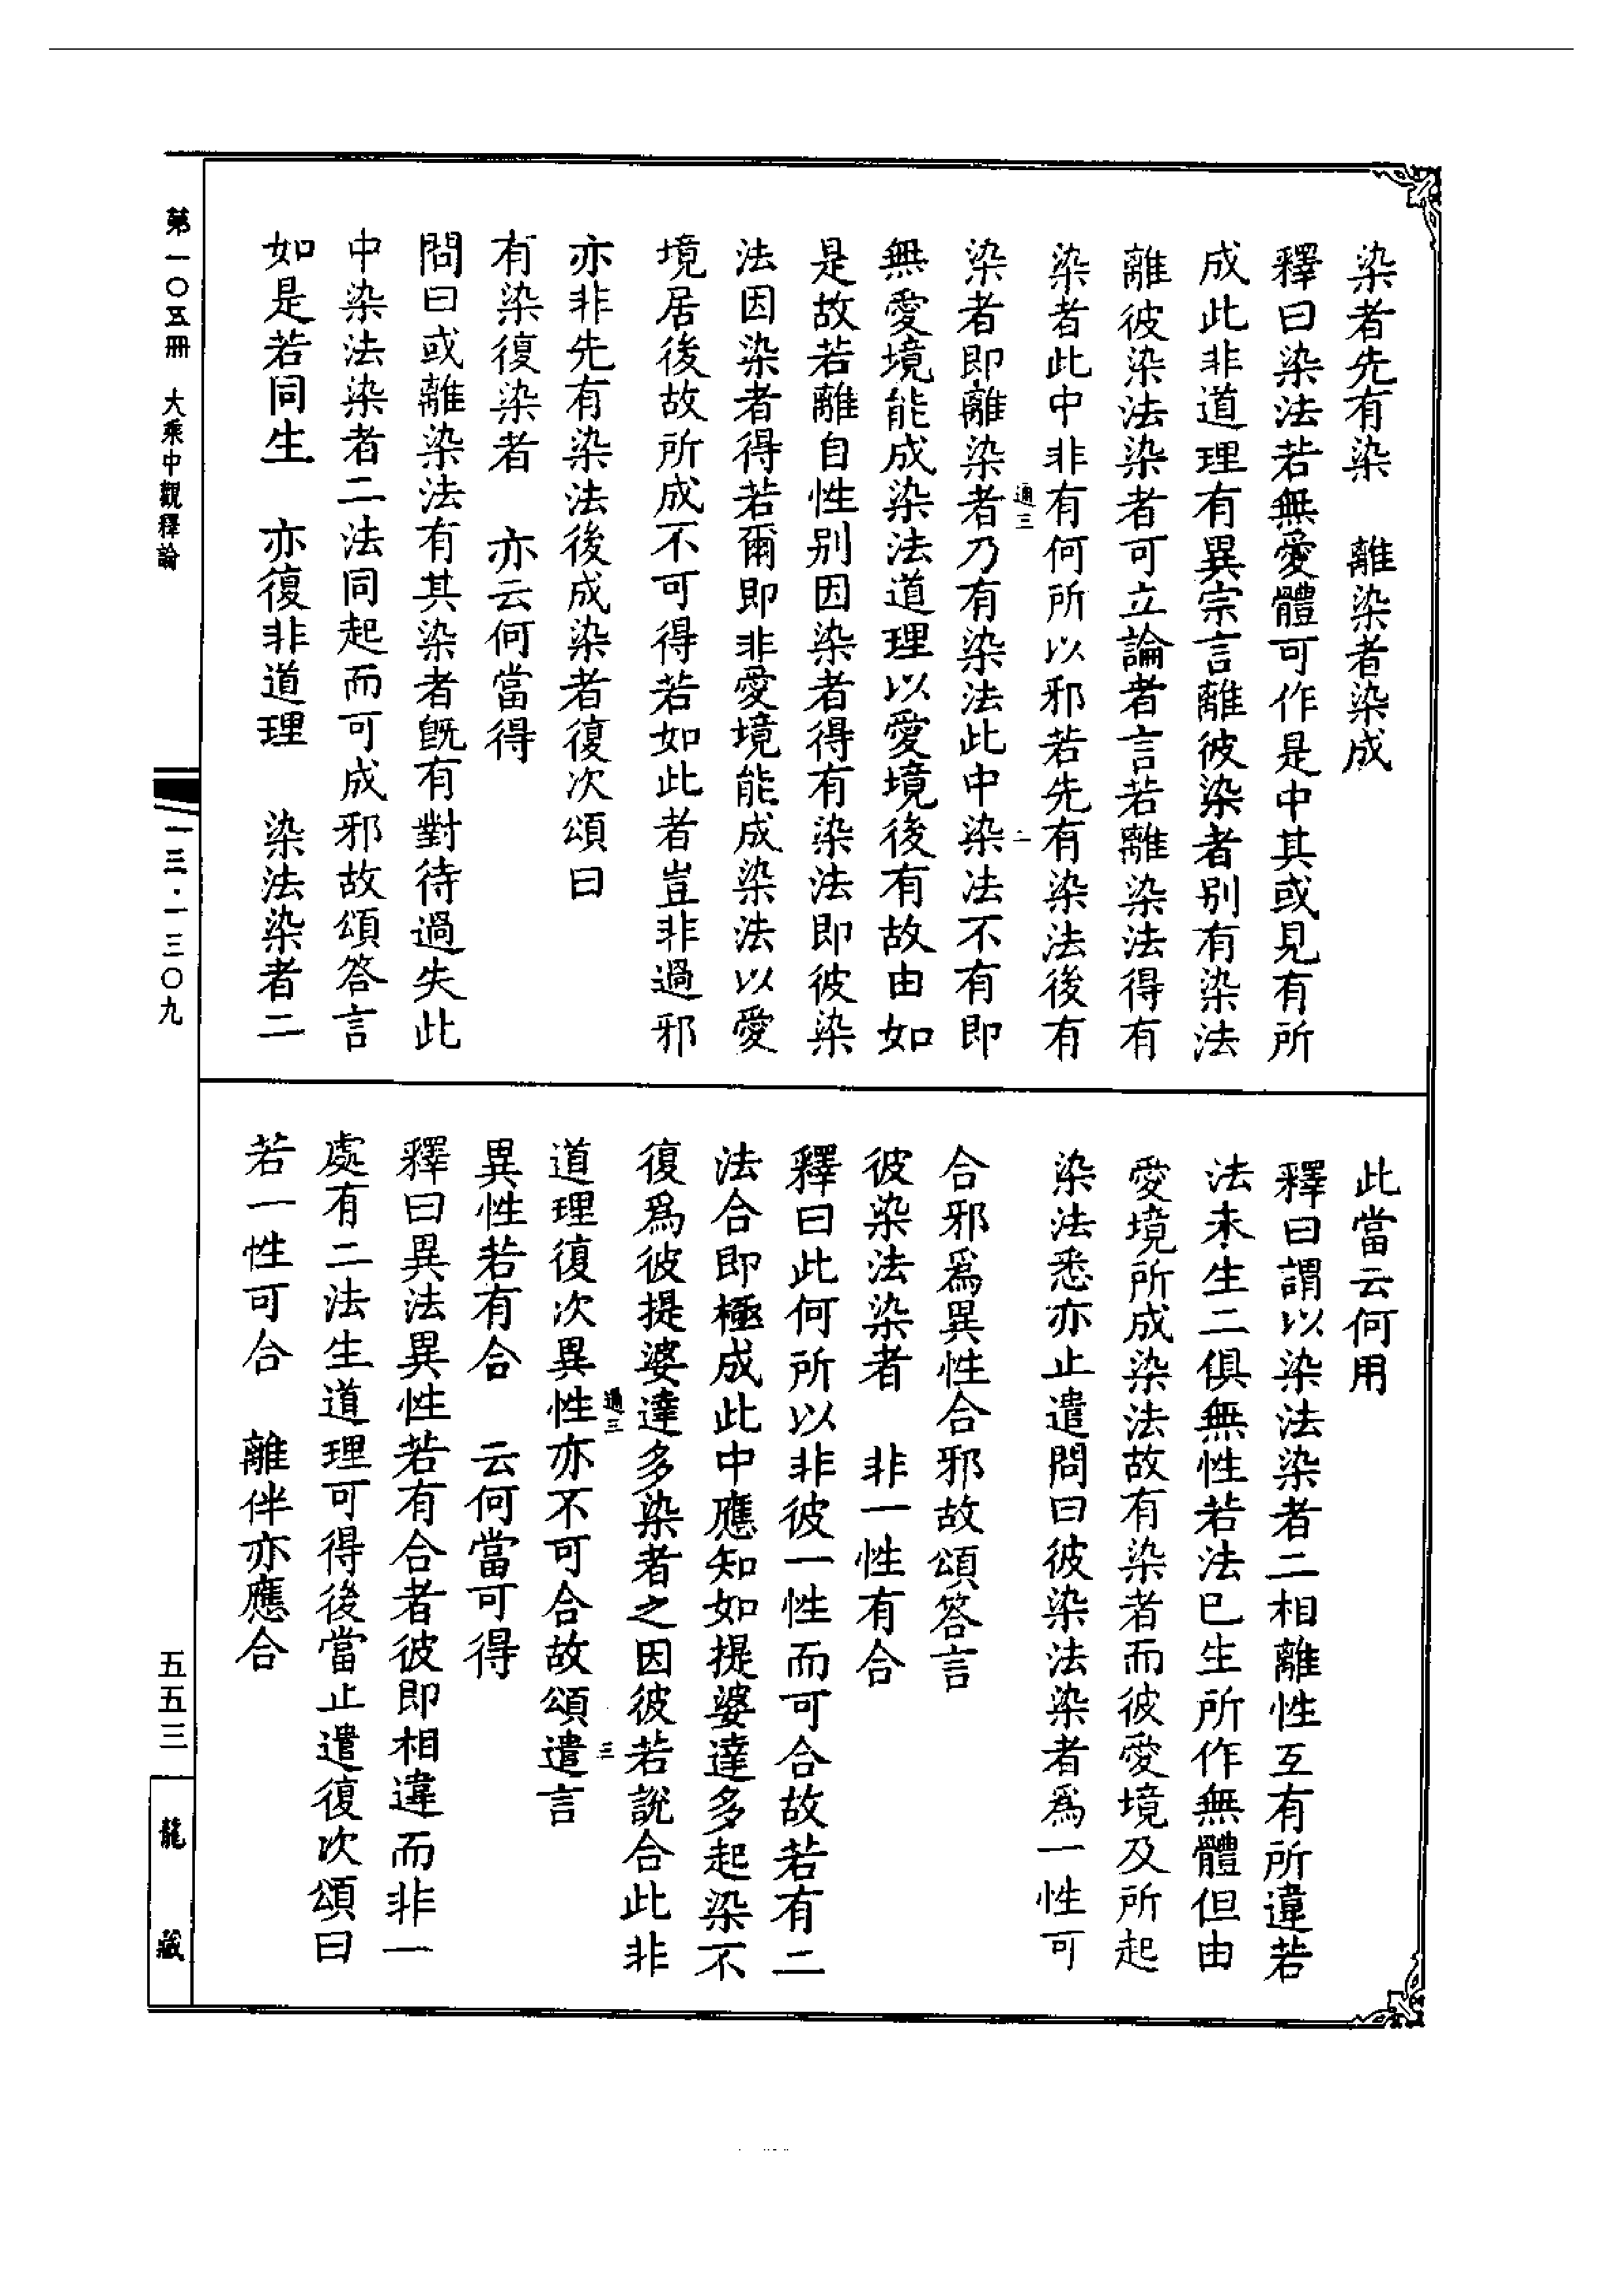 染者先有染　離染者染成
釋曰染法若無愛體可作是中其或見有所
成此非道理有異宗言離彼染者別有染法
離彼染法染者可立論者言若離染法得有
染者此中非有何所以邪若先有染法後有
通三
二
染者即離染者乃有染法此中染法不有即
無愛境能成染法道理以愛境後有故由如
是故若離自性別因染者得有染法即彼染
法因染者得若爾即非愛境能成染法以愛
境居後故所成不可得若如此者豈非過邪
亦非先有染法後成染者復次頌曰
有染復染者　亦云何當得
問曰或離染法有其染者既有對待過失此
中染法染者二法同起而可成邪故頌答言
如是若同生　亦復非道理　染法染者二
此當云何用
釋曰謂以染法染者二相離性互有所違若
法未生二俱無性若法已生所作無體但由
愛境所成染法故有染者而彼愛境及所起
染法悉亦止遣問曰彼染法染者為一性可
合邪爲異性合邪故頌答言
彼染法染者　非一性有合
釋曰此何所以非彼一性而可合故若有二
法合即極成此中應知如提婆達多起染不
復爲彼提婆達多染者之因彼若說合此非
通三
三
道理復次異性亦不可合故頌遣言
異性若有合　云何當可得
釋曰異法異性若有合者彼即相違而非一
處有二法生道理可得後當止遣復次頌曰
若一性可合　離伴亦應合
第一〇五冊　大乘中觀釋論
一三·一三〇九
五五三
龍藏